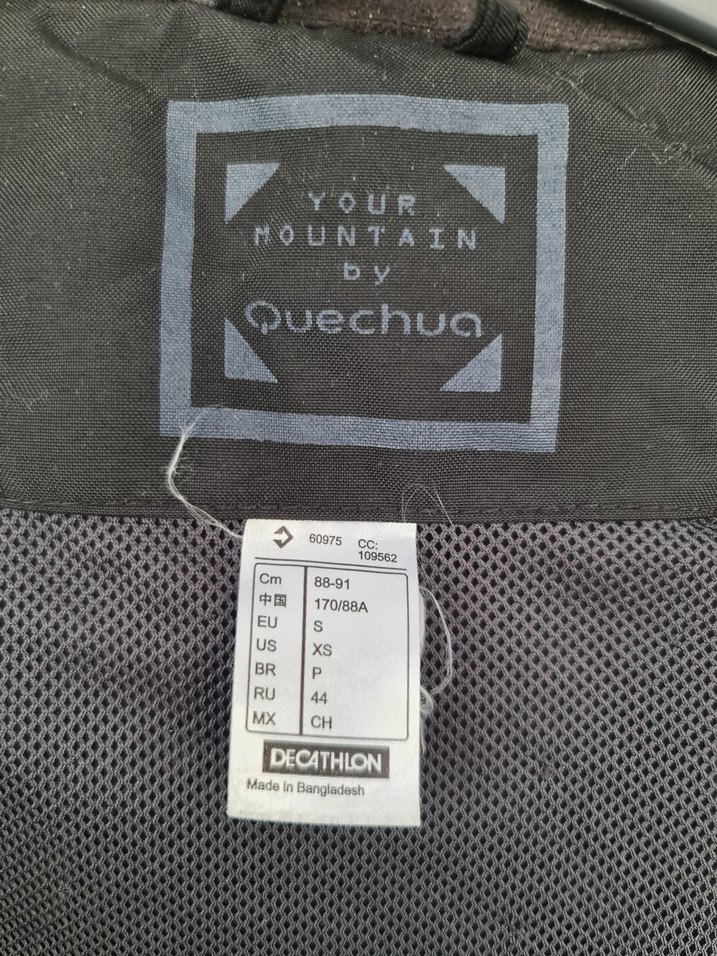 YOUR
MOUNTAIN
by
Quechua
60975 CC:
109562
Cm 88-91
中国 170/88A
EU S
US XS
BR P
RU 44
MX CH
DECATHLON
Made in Bangladesh